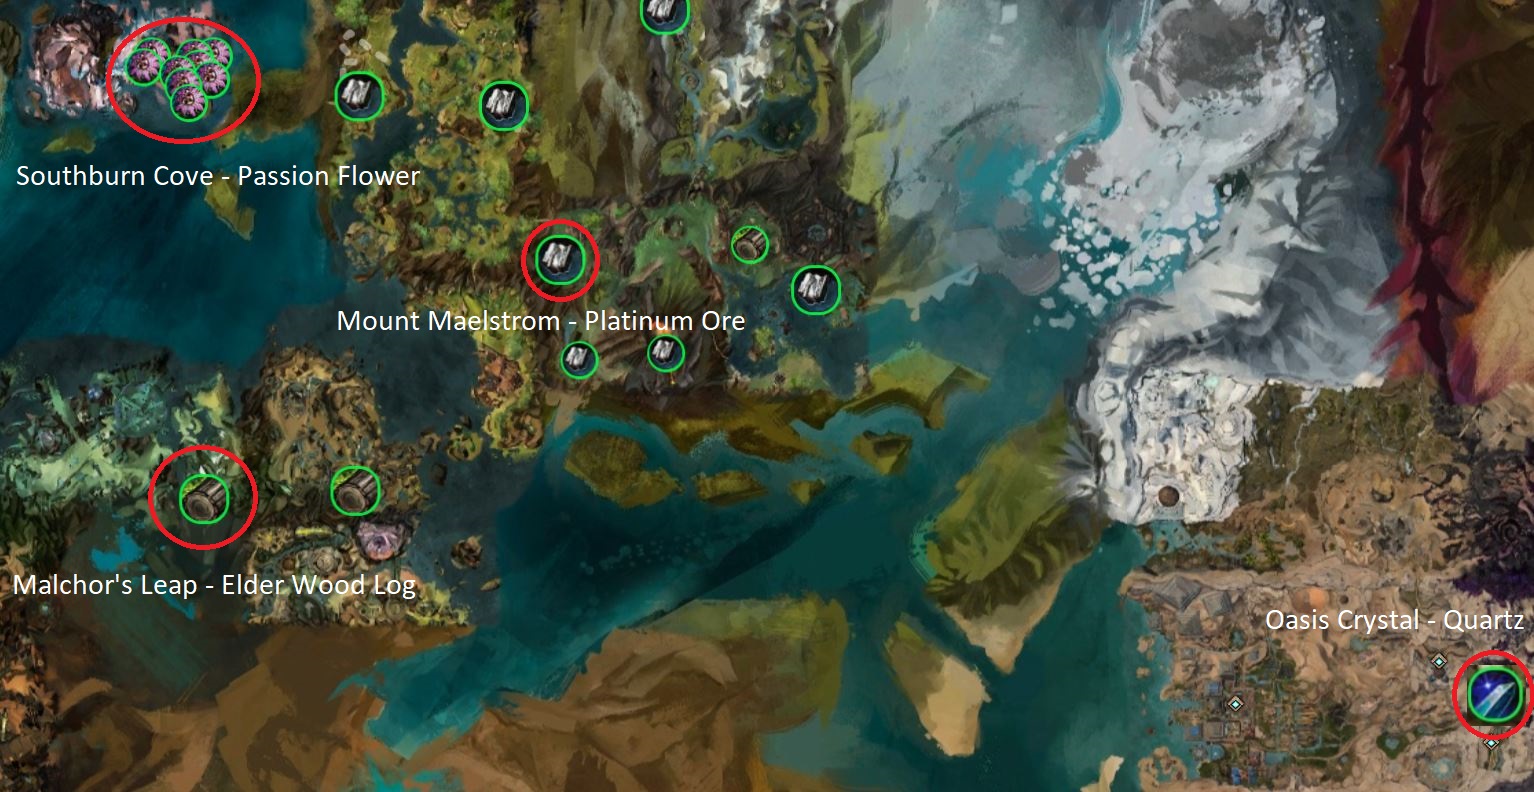 Southburn Cove - Passion Flower
Mount Maelstrom - Platinum Ore
Malchor's Leap - Elder Wood Log
Oasis Crystal - Quartz